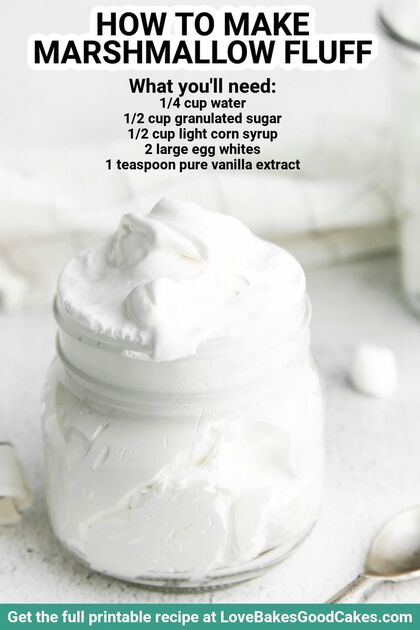 HOW TO MAKE
MARSHMALLOW FLUFF
What you'll need:
1/4 cup water
1/2 cup granulated sugar
1/2 cup light corn syrup
2 large egg whites
1 teaspoon pure vanilla extract
Get the full printable recipe at LoveBakesGoodCakes.com